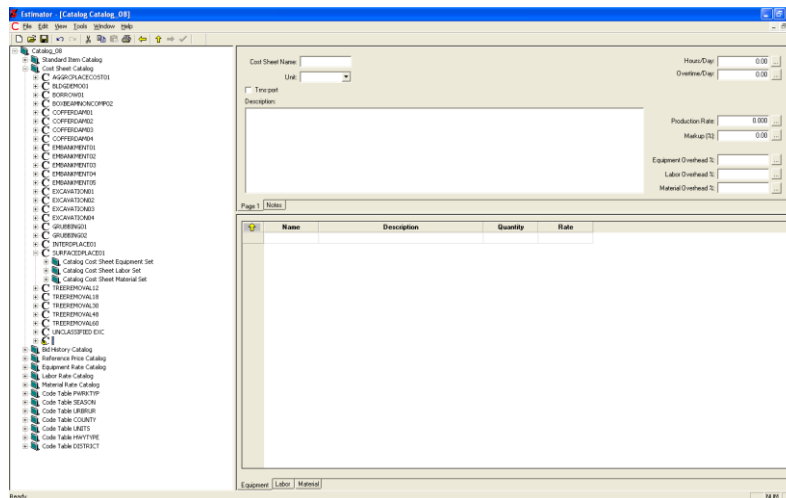 Estimator - [Catalog Catalog_08]
File Edit View Tools Window Help
Catalog_08
Standard Item Catalog
Cost Sheet Catalog
AGGRCPLACECOST01
BLDGDEMO01
BORROW01
BOXBEAMNONCOMP02
COFFERDAM01
COFFERDAM02
COFFERDAM03
COFFERDAM04
EMBANKMENT01
EMBANKMENT02
EMBANKMENT03
EMBANKMENT04
EMBANKMENT05
EXCAVATION01
EXCAVATION02
EXCAVATION03
EXCAVATION04
GRUBBING01
GRUBBING02
INTERDPLACE01
SURFACEDPLACE01
Catalog Cost Sheet Equipment Set
Catalog Cost Sheet Labor Set
Catalog Cost Sheet Material Set
TREEREMOVAL12
TREEREMOVAL18
TREEREMOVAL30
TREEREMOVAL48
TREEREMOVAL60
UNCLASSIFIED EXC
Bid History Catalog
Reference Price Catalog
Equipment Rate Catalog
Labor Rate Catalog
Material Rate Catalog
Code Table PWRKTYP
Code Table SEASON
Code Table URBRUR
Code Table COUNTY
Code Table UNITS
Code Table HWYTYPE
Code Table DISTRICT
Cost Sheet Name:
Unit:
Trns•port
Description:
Hours/Day: 0.00 ...
Overtime/Day: 0.00 ...
Production Rate: 0.000 ...
Markup (%): 0.00 ...
Equipment Overhead %: ...
Labor Overhead %: ...
Material Overhead %: ...
Page 1 Notes
Name Description Quantity Rate
Equipment Labor Material
Ready NUM